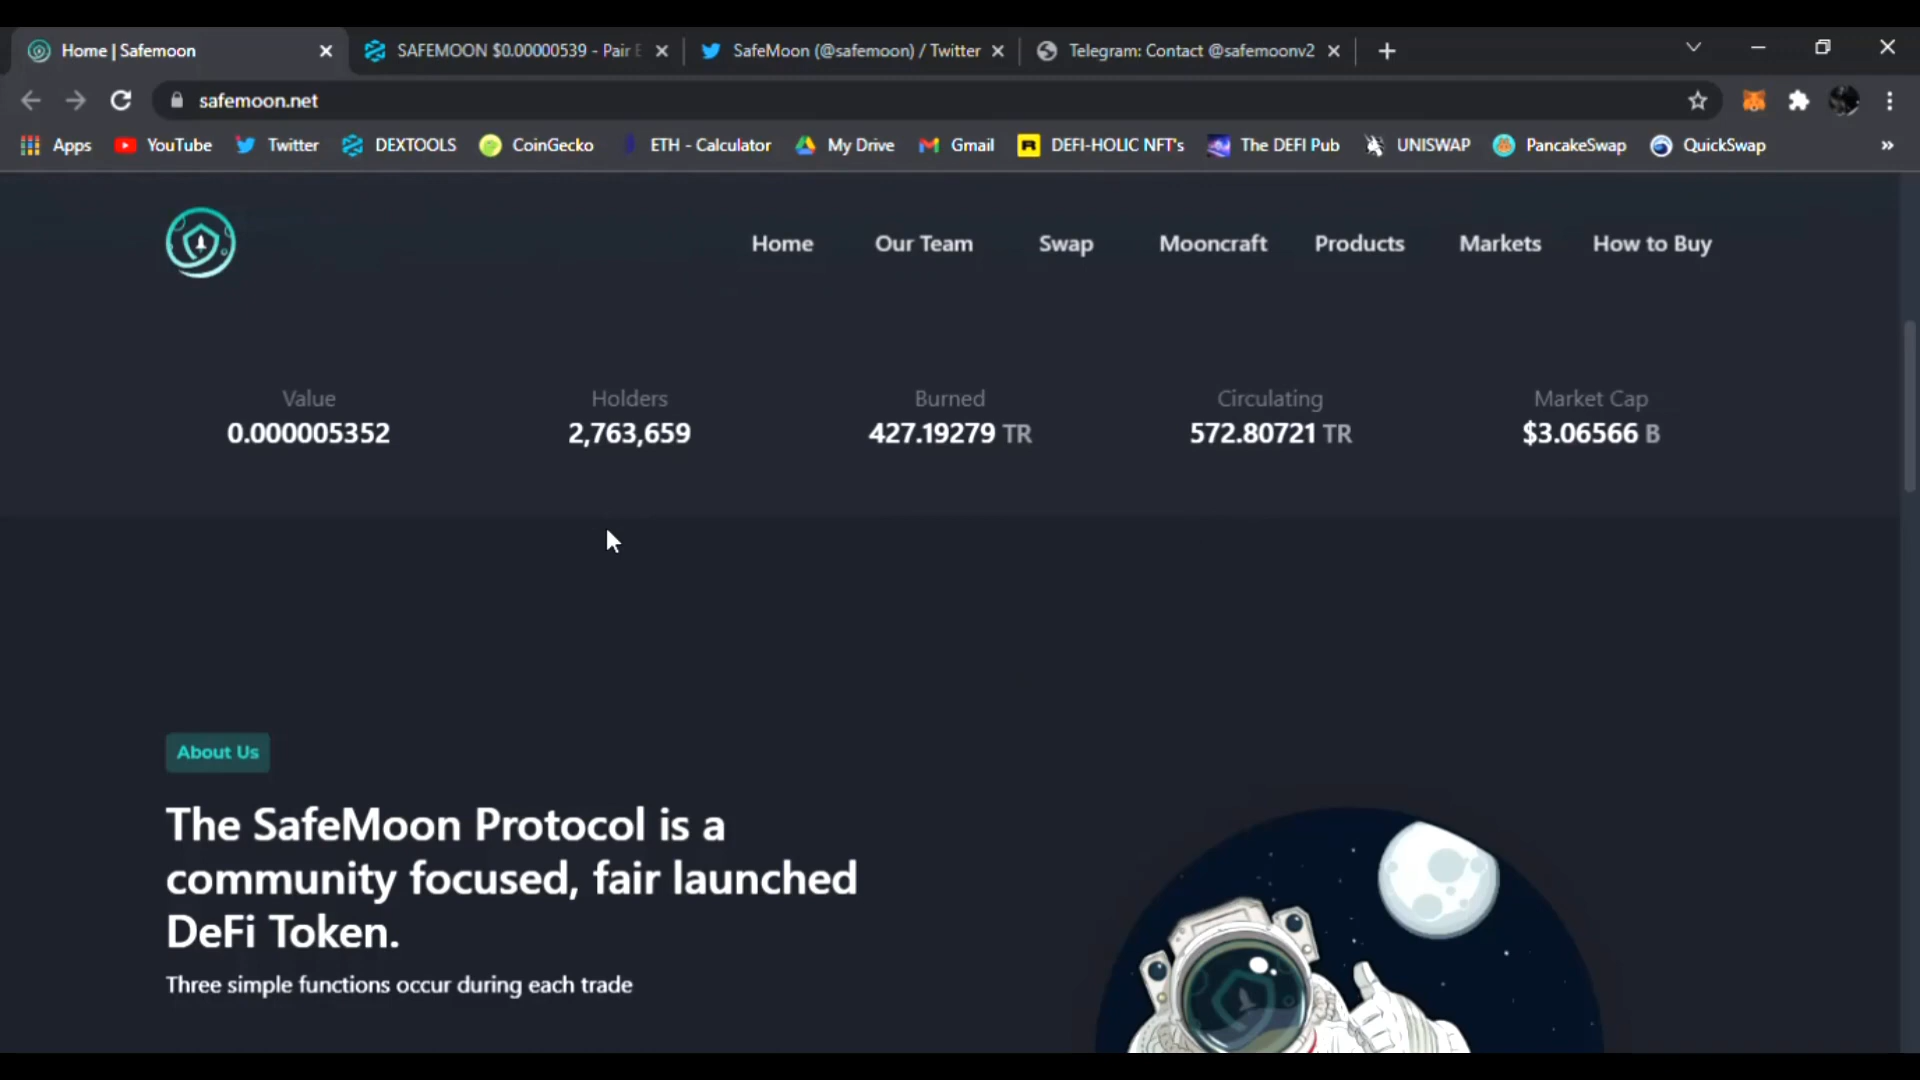 Home | Safemoon
SAFEMOON $0.00000539 - Pair
SafeMoon (@safemoon) / Twitter
Telegram: Contact @safemoonv2
safemoon.net
Apps
YouTube
Twitter
DEXTOOLS
CoinGecko
ETH - Calculator
My Drive
Gmail
DEFI-HOLIC NFT's
The DEFI Pub
UNISWAP
PancakeSwap
QuickSwap
»
Home
Our Team
Swap
Mooncraft
Products
Markets
How to Buy
Value
0.000005352
Holders
2,763,659
Burned
427.19279 TR
Circulating
572.80721 TR
Market Cap
$3.06566 B
About Us
The SafeMoon Protocol is a
community focused, fair launched
DeFi Token.
Three simple functions occur during each trade